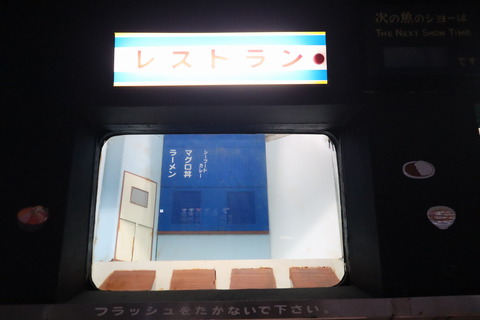 次の魚のショーは
THE NEXT SHOW TIME
です
レストラン
シーフード
カレー
マグロ丼
ラーメン
フラッシュをたかないで下さい。